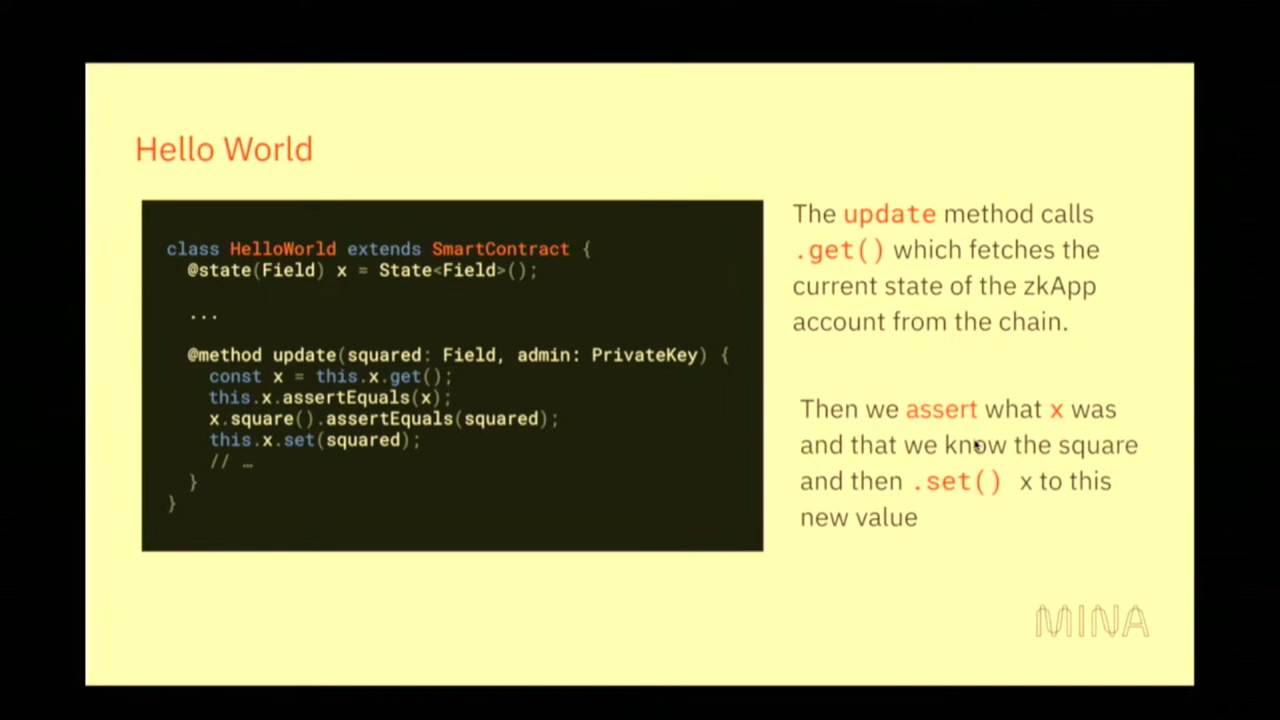 Hello World
class HelloWorld extends SmartContract {
@state(Field) x = State<Field>();
...
@method update(squared: Field, admin: PrivateKey) {
const x = this.x.get();
this.x.assertEquals(x);
x.square().assertEquals(squared);
this.x.set(squared);
// …
}
}
The update method calls
.get() which fetches the
current state of the zkApp
account from the chain.
Then we assert what x was
and that we know the square
and then .set() x to this
new value
MINA